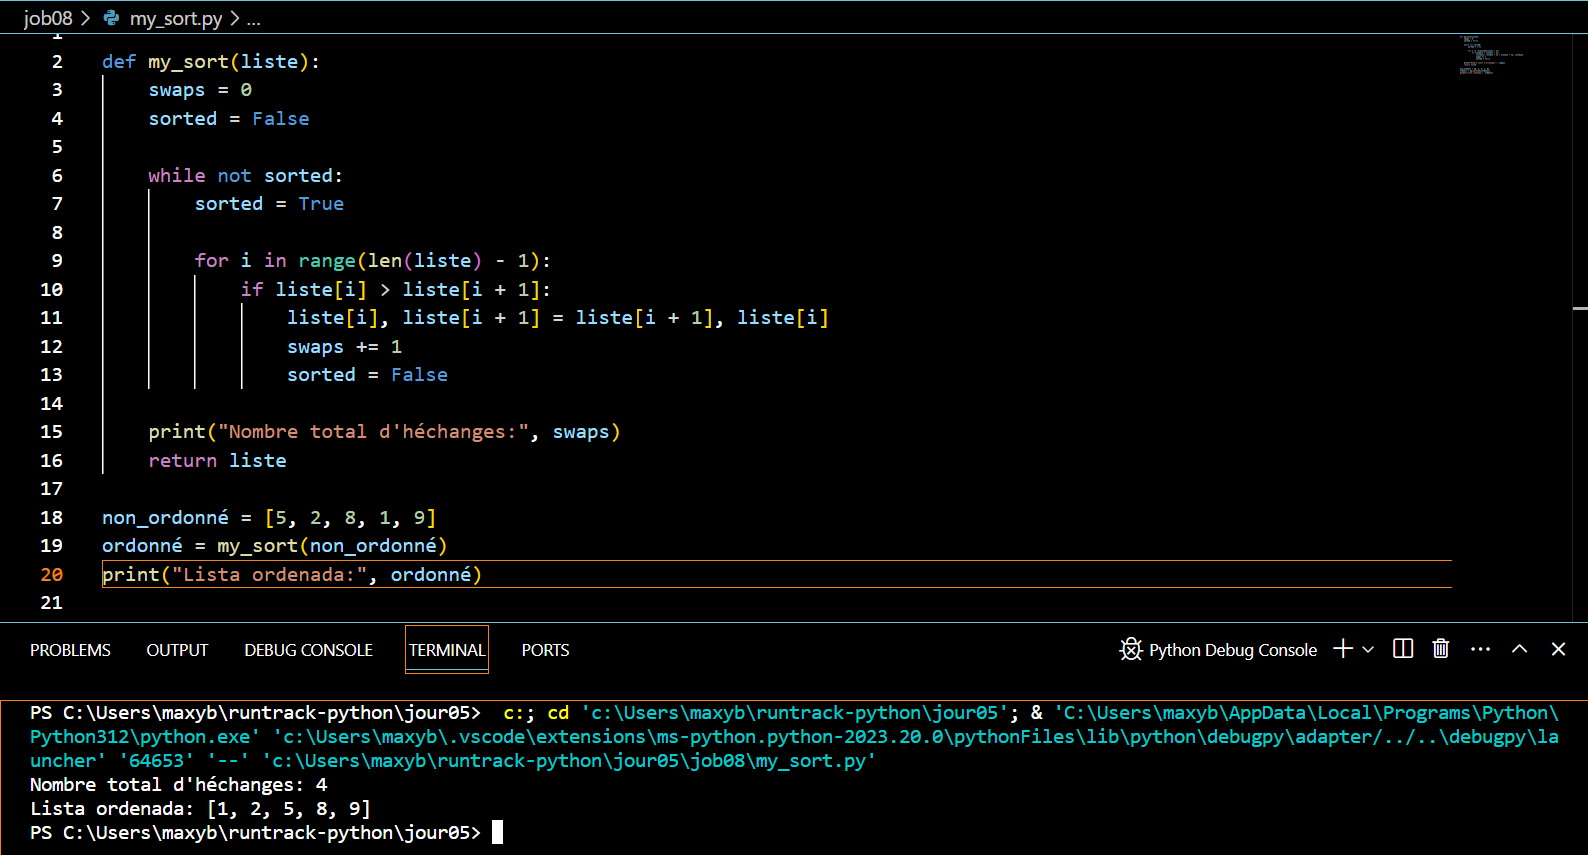 job08 > my_sort.py > ...
1
2 def my_sort(liste):
3     swaps = 0
4     sorted = False
5
6     while not sorted:
7         sorted = True
8
9         for i in range(len(liste) - 1):
10             if liste[i] > liste[i + 1]:
11                 liste[i], liste[i + 1] = liste[i + 1], liste[i]
12                 swaps += 1
13                 sorted = False
14
15     print("Nombre total d'héchanges:", swaps)
16     return liste
17
18 non_ordonné = [5, 2, 8, 1, 9]
19 ordonné = my_sort(non_ordonné)
20 print("Lista ordenada:", ordonné)
21
PROBLEMS OUTPUT DEBUG CONSOLE TERMINAL PORTS Python Debug Console
PS C:\Users\maxyb\runtrack-python\jour05>  c:; cd 'c:\Users\maxyb\runtrack-python\jour05'; & 'C:\Users\maxyb\AppData\Local\Programs\Python\
Python312\python.exe' 'c:\Users\maxyb\.vscode\extensions\ms-python.python-2023.20.0\pythonFiles\lib\python\debugpy\adapter/../..\debugpy\la
uncher' '64653' '--' 'c:\Users\maxyb\runtrack-python\jour05\job08\my_sort.py'
Nombre total d'héchanges: 4
Lista ordenada: [1, 2, 5, 8, 9]
PS C:\Users\maxyb\runtrack-python\jour05>